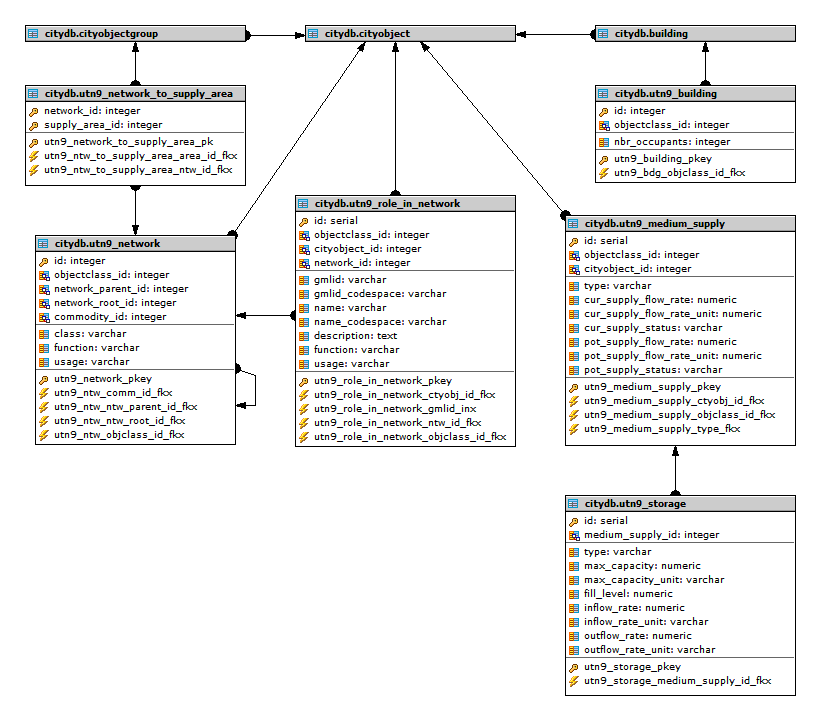 citydb.cityobjectgroup
citydb.cityobject
citydb.building
citydb.utn9_network_to_supply_area
network_id: integer
supply_area_id: integer
utn9_network_to_supply_area_pk
utn9_ntw_to_supply_area_area_id_fkx
utn9_ntw_to_supply_area_ntw_id_fkx
citydb.utn9_building
id: integer
objectclass_id: integer
nbr_occupants: integer
utn9_building_pkey
utn9_bdg_objclass_id_fkx
citydb.utn9_network
id: integer
objectclass_id: integer
network_parent_id: integer
network_root_id: integer
commodity_id: integer
class: varchar
function: varchar
usage: varchar
utn9_network_pkey
utn9_ntw_comm_id_fkx
utn9_ntw_ntw_parent_id_fkx
utn9_ntw_ntw_root_id_fkx
utn9_ntw_objclass_id_fkx
citydb.utn9_role_in_network
id: serial
objectclass_id: integer
cityobject_id: integer
network_id: integer
gmlid: varchar
gmlid_codespace: varchar
name: varchar
name_codespace: varchar
description: text
function: varchar
usage: varchar
utn9_role_in_network_pkey
utn9_role_in_network_ctyobj_id_fkx
utn9_role_in_network_gmlid_inx
utn9_role_in_network_ntw_id_fkx
utn9_role_in_network_objclass_id_fkx
citydb.utn9_medium_supply
id: serial
objectclass_id: integer
cityobject_id: integer
type: varchar
cur_supply_flow_rate: numeric
cur_supply_flow_rate_unit: numeric
cur_supply_status: varchar
pot_supply_flow_rate: numeric
pot_supply_flow_rate_unit: numeric
pot_supply_status: varchar
utn9_medium_supply_pkey
utn9_medium_supply_ctyobj_id_fkx
utn9_medium_supply_objclass_id_fkx
utn9_medium_supply_type_fkx
citydb.utn9_storage
id: serial
medium_supply_id: integer
type: varchar
max_capacity: numeric
max_capacity_unit: varchar
fill_level: numeric
inflow_rate: numeric
inflow_rate_unit: varchar
outflow_rate: numeric
outflow_rate_unit: varchar
utn9_storage_pkey
utn9_storage_medium_supply_id_fkx